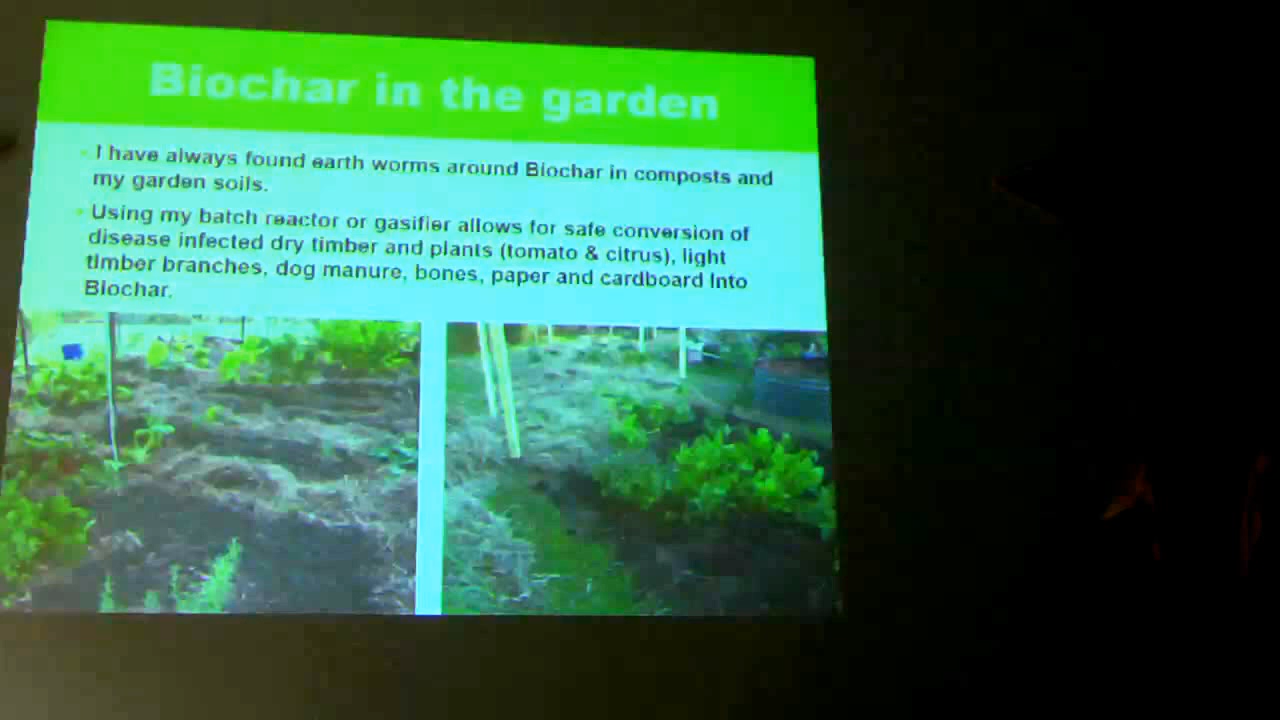 Biochar in the garden
I have always found earth worms around Biochar in composts and
my garden soils.
Using my batch reactor or gasifier allows for safe conversion of
disease infected dry timber and plants (tomato & citrus), light
timber branches, dog manure, bones, paper and cardboard into
Biochar.